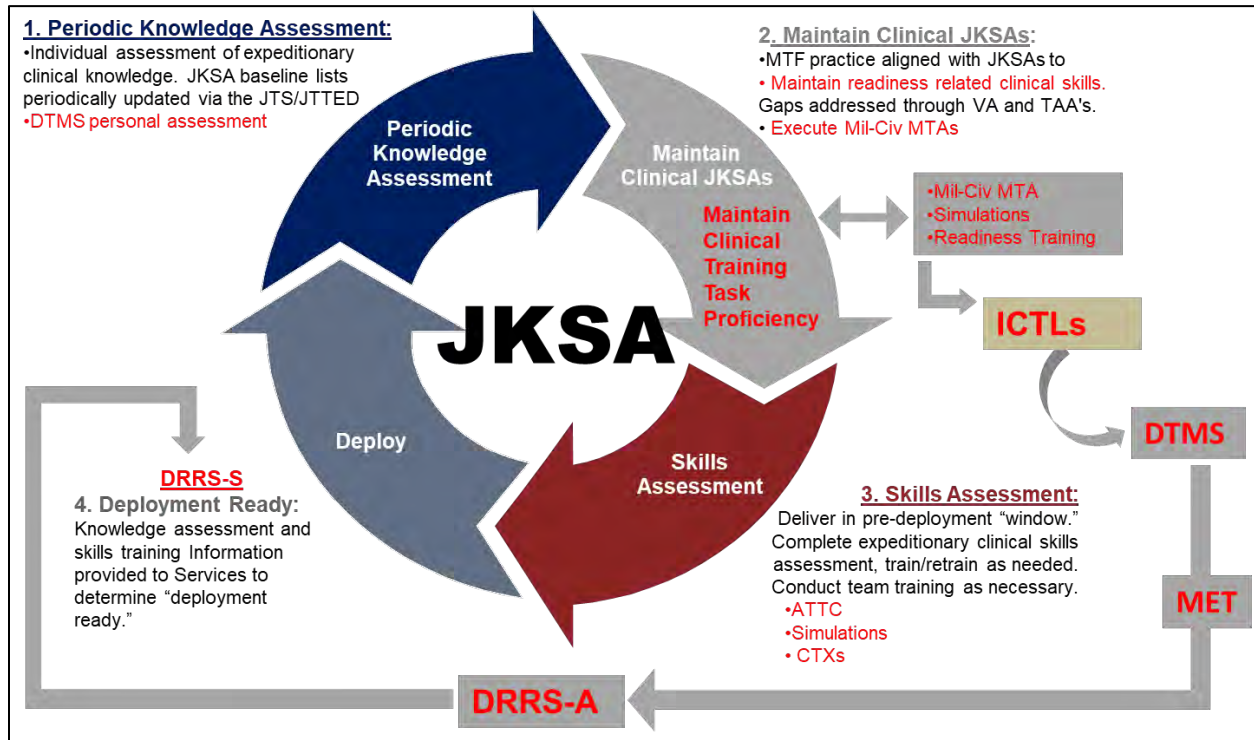 1. Periodic Knowledge Assessment:
•Individual assessment of expeditionary
clinical knowledge. JKSA baseline lists
periodically updated via the JTS/JTTED
•DTMS personal assessment
2. Maintain Clinical JKSAs:
•MTF practice aligned with JKSAs to
• Maintain readiness related clinical skills.
Gaps addressed through VA and TAA's.
• Execute Mil-Civ MTAs
Periodic
Knowledge
Assessment
Maintain
Clinical JKSAs
Maintain
Clinical
Training
Task
Proficiency
•Mil-Civ MTA
•Simulations
•Readiness Training
ICTLs
JKSA
DTMS
Deploy
Skills
Assessment
DRRS-S
4. Deployment Ready:
Knowledge assessment and
skills training Information
provided to Services to
determine “deployment
ready.”
3. Skills Assessment:
Deliver in pre-deployment “window.”
Complete expeditionary clinical skills
assessment, train/retrain as needed.
Conduct team training as necessary.
•ATTC
•Simulations
• CTXs
MET
DRRS-A